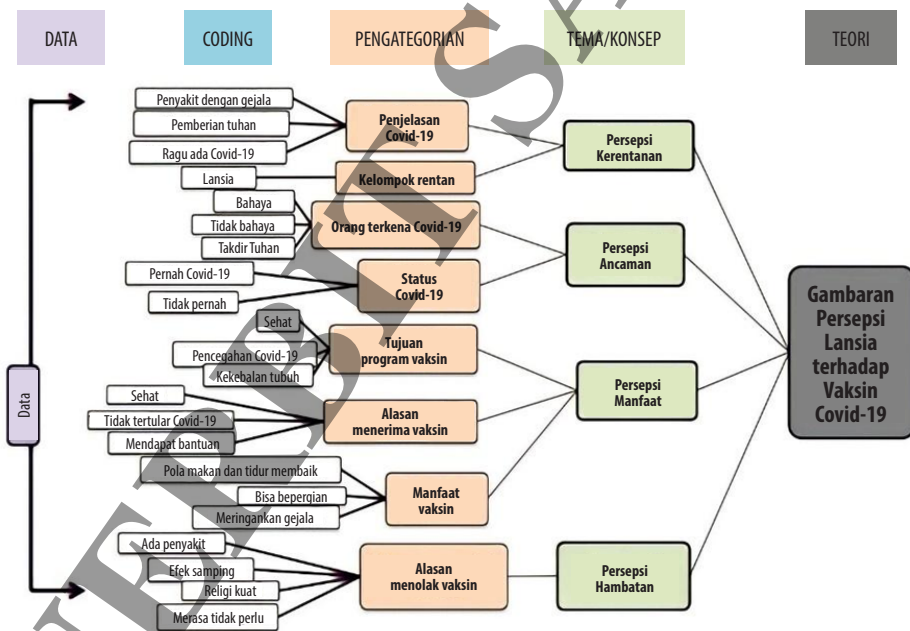 DATA
CODING
PENGATEGORIAN
TEMA/KONSEP
TEORI
Data
Penyakit dengan gejala
Pemberian tuhan
Ragu ada Covid-19
Penjelasan
Covid-19
Lansia
Kelompok rentan
Persepsi
Kerentanan
Bahaya
Tidak bahaya
Takdir Tuhan
Orang terkena Covid-19
Pernah Covid-19
Tidak pernah
Status
Covid-19
Persepsi
Ancaman
Sehat
Pencegahan Covid-19
Kekebalan tubuh
Tujuan
program vaksin
Sehat
Tidak tertular Covid-19
Mendapat bantuan
Alasan
menerima vaksin
Pola makan dan tidur membaik
Bisa bepergian
Meringankan gejala
Manfaat
vaksin
Persepsi
Manfaat
Ada penyakit
Efek samping
Religi kuat
Merasa tidak perlu
Alasan
menolak vaksin
Persepsi
Hambatan
Gambaran
Persepsi
Lansia
terhadap
Vaksin
Covid-19